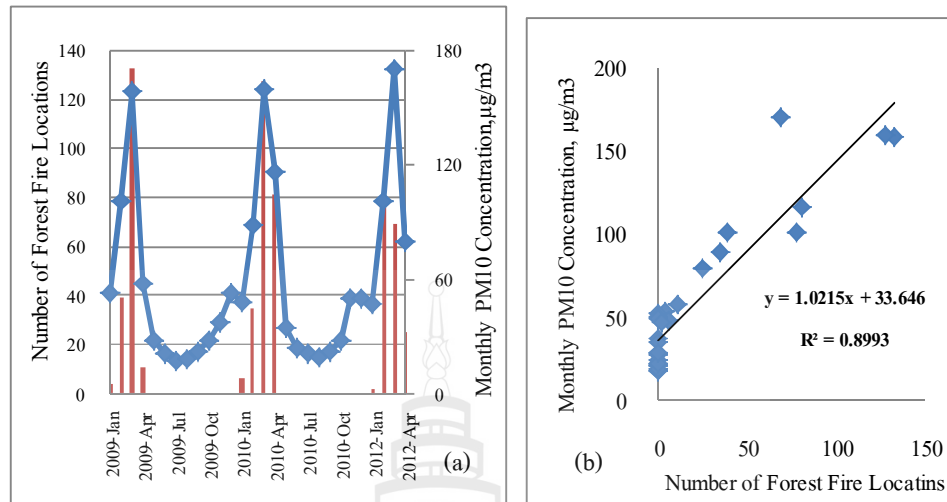 140
120
100
80
60
40
20
0
Number of Forest Fire Locations
180
120
60
0
Monthly PM10 Concentration,µg/m3
2009-Jan
2009-Apr
2009-Jul
2009-Oct
2010-Jan
2010-Apr
2010-Jul
2010-Oct
2012-Jan
2012-Apr
(a)
200
150
100
50
0
Monthly PM10 Concentration, µg/m3
y = 1.0215x + 33.646
R² = 0.8993
0
50
100
150
(b)
Number of Forest Fire Locatins